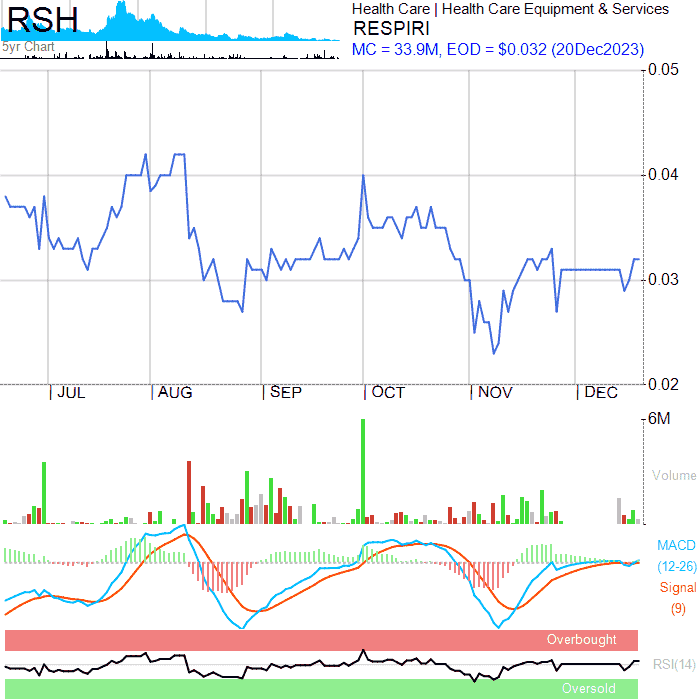 RSH
5yr Chart
Health Care | Health Care Equipment & Services
RESPIRI
MC = 33.9M, EOD = $0.032 (20Dec2023)
0.05
0.04
0.03
0.02
JUL
AUG
SEP
OCT
NOV
DEC
6M
Volume
MACD
(12-26)
Signal
(9)
Overbought
RSI(14)
Oversold